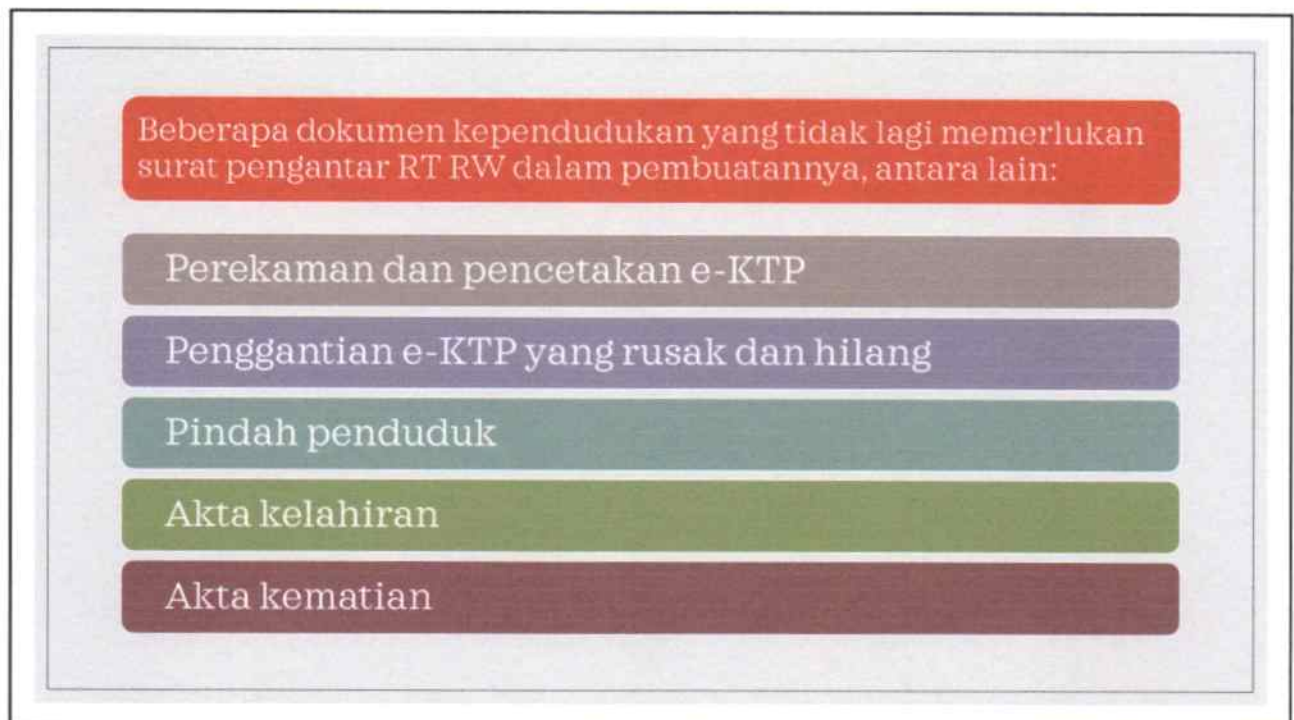 Beberapa dokumen kependudukan yang tidak lagi memerlukan
surat pengantar RT RW dalam pembuatannya, antara lain:
Perekaman dan pencetakan e-KTP
Penggantian e-KTP yang rusak dan hilang
Pindah penduduk
Akta kelahiran
Akta kematian